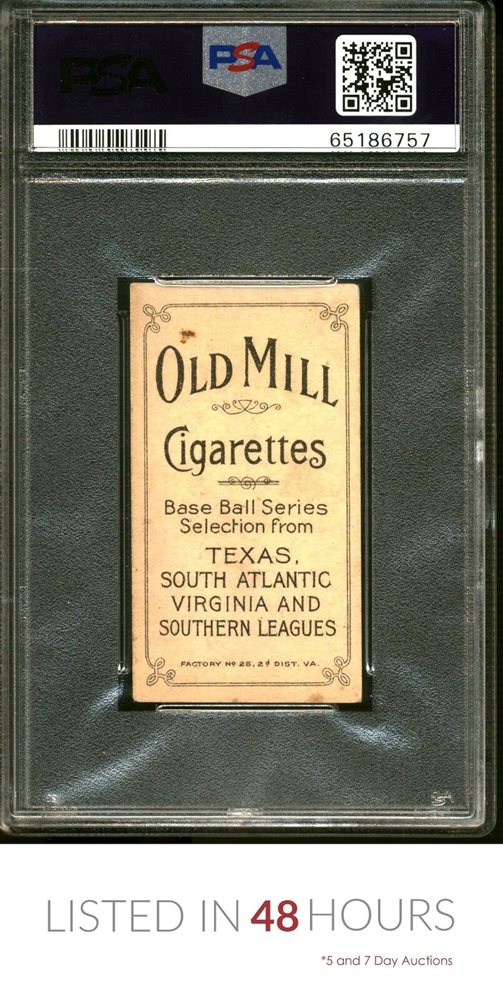 PSA
PSA
65186757
OLD MILL
Cigarettes
Base Ball Series
Selection from
TEXAS,
SOUTH ATLANTIC
VIRGINIA AND
SOUTHERN LEAGUES
FACTORY Nº 25, 2d DIST. VA.
PSA
LISTED IN 48 HOURS
*5 and 7 Day Auctions